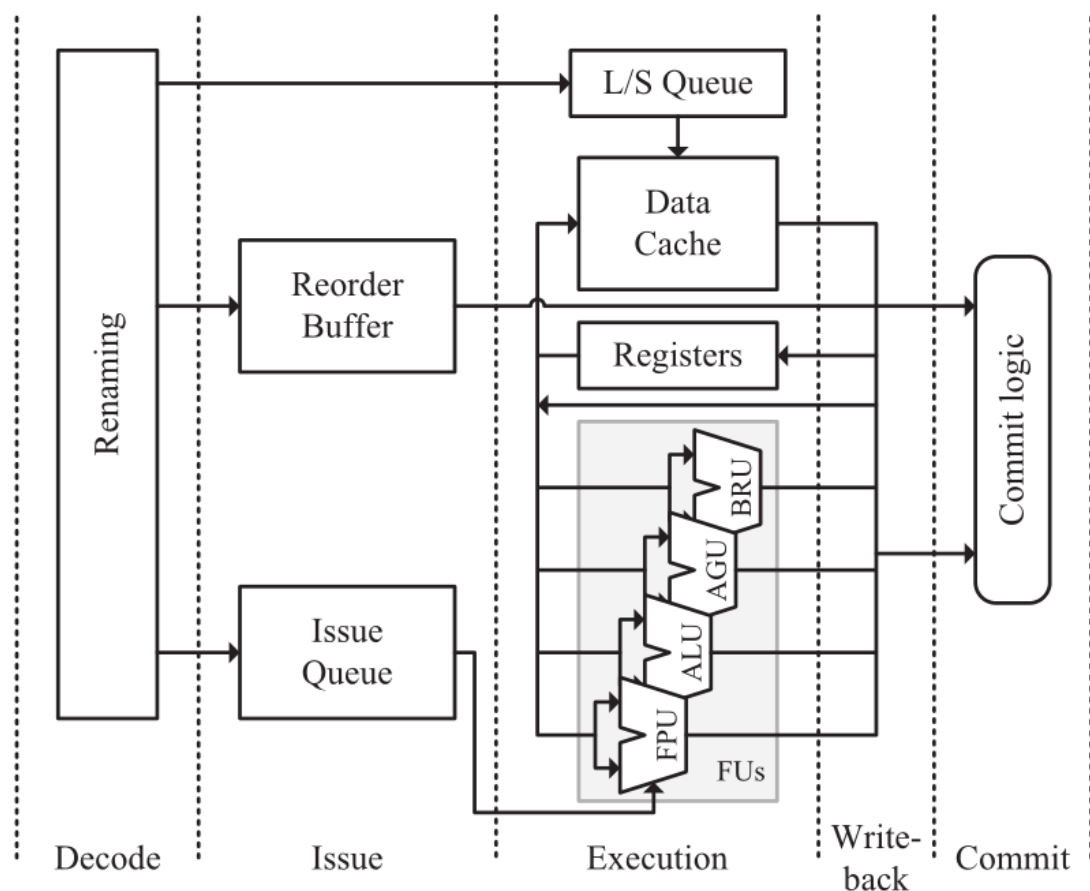 L/S Queue
Data
Cache
Reorder
Buffer
Registers
Renaming
Commit logic
BRU
AGU
ALU
FPU
Issue
Queue
FUs
Decode
Issue
Execution
Write-
back
Commit